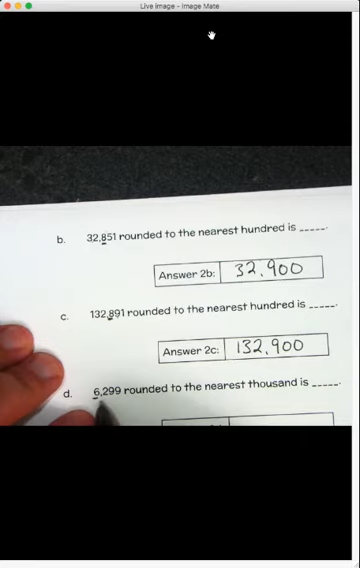 Live Image - Image Mate
b. 32,851 rounded to the nearest hundred is _____.
Answer 2b: 32,900
c. 132,891 rounded to the nearest hundred is _____.
Answer 2c: 132,900
d. 6,299 rounded to the nearest thousand is _____.